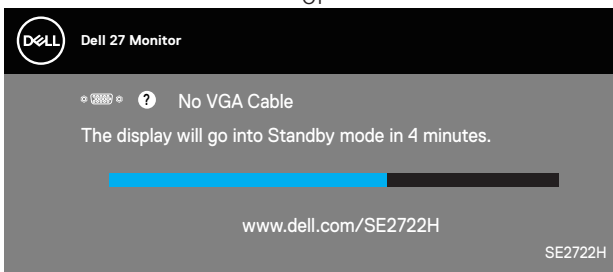 DELL
Dell 27 Monitor
? No VGA Cable
The display will go into Standby mode in 4 minutes.
www.dell.com/SE2722H
SE2722H